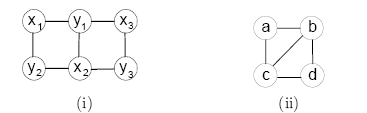 x₁ y₁ x₃ a b
y₂ x₂ y₃ c d
(i) (ii)